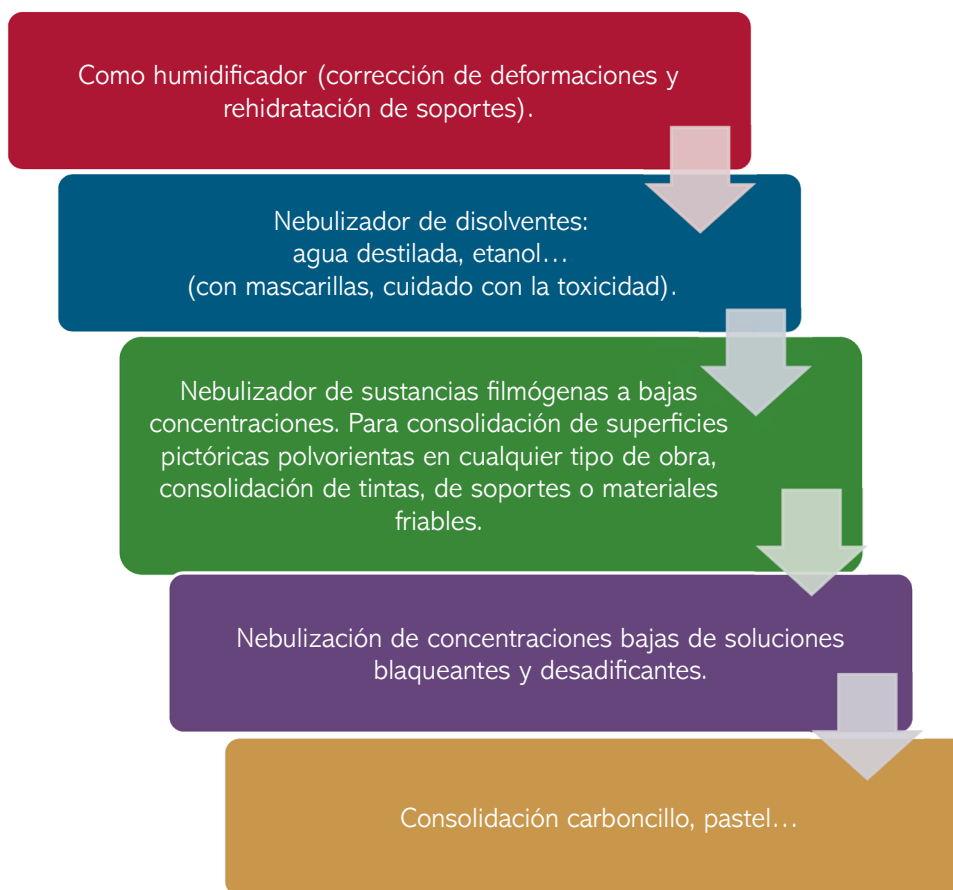 Como humidificador (corrección de deformaciones y
rehidratación de soportes).
Nebulizador de disolventes:
agua destilada, etanol…
(con mascarillas, cuidado con la toxicidad).
Nebulizador de sustancias filmógenas a bajas
concentraciones. Para consolidación de superficies
pictóricas polvorientas en cualquier tipo de obra,
consolidación de tintas, de soportes o materiales
friables.
Nebulización de concentraciones bajas de soluciones
blaqueantes y desadificantes.
Consolidación carboncillo, pastel…